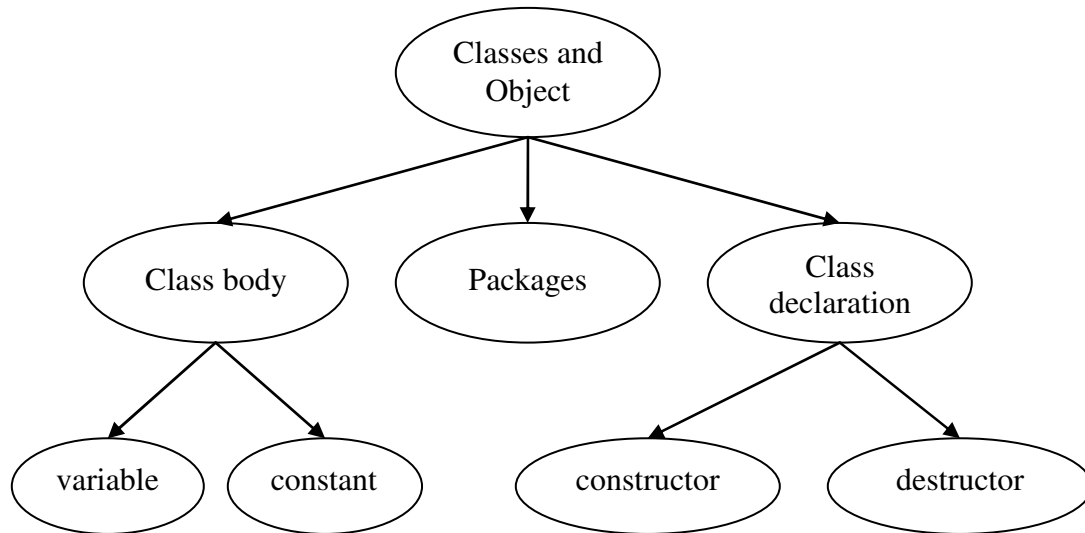 Classes and
Object
Class body
Packages
Class
declaration
variable
constant
constructor
destructor